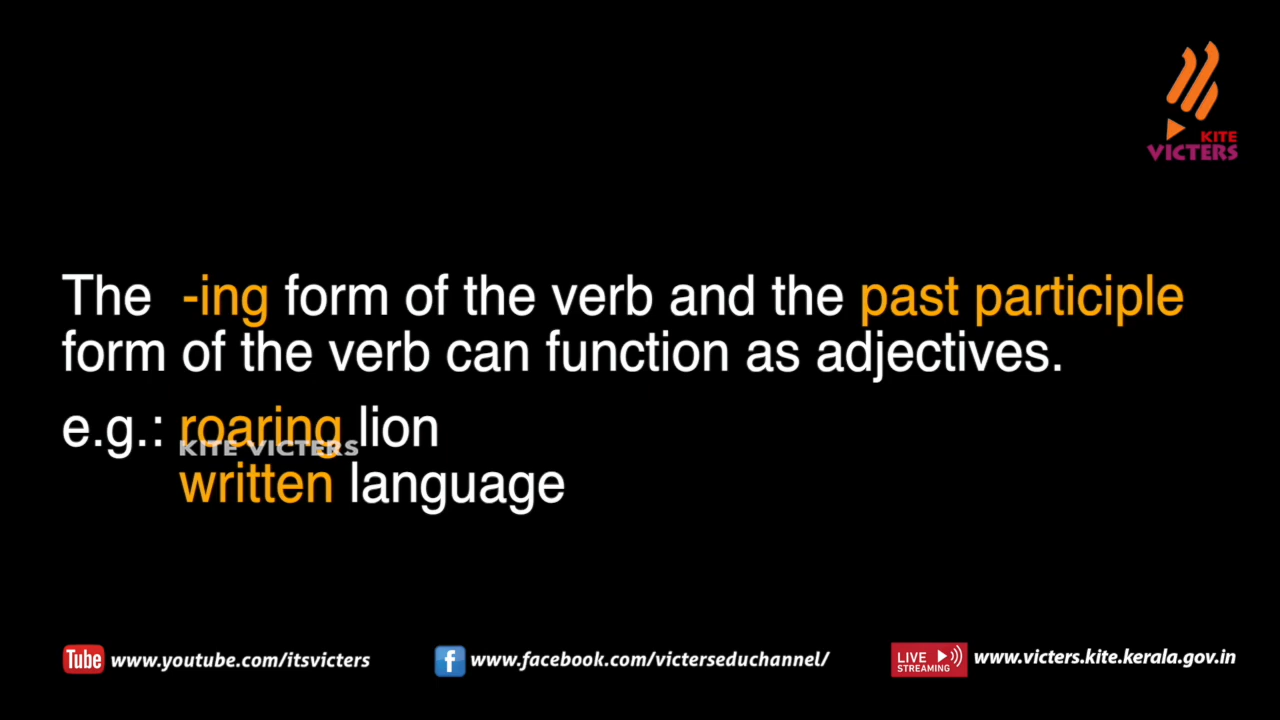 KITE
VICTERS
The -ing form of the verb and the past participle
form of the verb can function as adjectives.
e.g.: roaring lion
KITE VICTERS
written language
Tube www.youtube.com/itsvicters
f www.facebook.com/victerseduchannel/
LIVE
STREAMING
www.victers.kite.kerala.gov.in